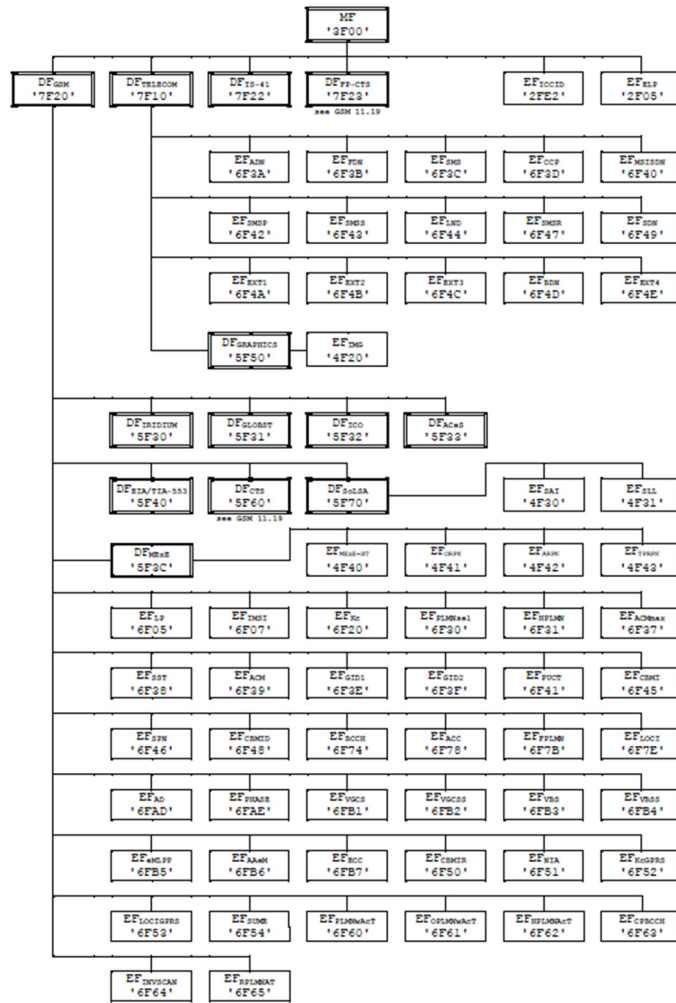 MF
'3F00'
DFGSM DFTELECOM DFIS-41 DFFP-CTS EFICCID EFELP
'7F20' '7F10' '7F22' '7F23' '2FE2' '2F05'
see GSM 11.19
EFADN EFFDN EFSMS EFCCP EFMSISDN
'6F3A' '6F3B' '6F3C' '6F3D' '6F40'
EFSMSP EFSMSS EFLND EFSMSR EFSDN
'6F42' '6F43' '6F44' '6F47' '6F49'
EFEXT1 EFEXT2 EFEXT3 EFBDN EFEXT4
'6F4A' '6F4B' '6F4C' '6F4D' '6F4E'
DFGRAPHICS EFIMG
'5F50' '4F20'
DFIRIDIUM DFGLOBST DFICO DFACeS
'5F30' '5F31' '5F32' '5F33'
DFEIA/TIA-553 DFCTS DFSoLSA EFSAI EFSLL
'5F40' '5F60' '5F70' '4F30' '4F31'
see GSM 11.19
DFMExE EFMExE-ST EFORPK EFARPK EFTPRPK
'5F3C' '4F40' '4F41' '4F42' '4F43'
EFLP EFIMSI EFKc EFPLMNsel EFHPLMN EFACMmax
'6F05' '6F07' '6F20' '6F30' '6F31' '6F37'
EFSST EFACM EFGID1 EFGID2 EFPUCT EFCBMI
'6F38' '6F39' '6F3E' '6F3F' '6F41' '6F45'
EFSPN EFCBMID EFBCCH EFACC EFFPLMN EFLOCI
'6F46' '6F48' '6F74' '6F78' '6F7B' '6F7E'
EFAD EFPHASE EFVGCS EFVGCSS EFVBS EFVBSS
'6FAD' '6FAE' '6FB1' '6FB2' '6FB3' '6FB4'
EFeMLPP EFAAeM EFECC EFCBMIR EFNIA EFKcGPRS
'6FB5' '6FB6' '6FB7' '6F50' '6F51' '6F52'
EFLOCIGPRS EFSUME EFPLMNwAcT EFOPLMNwAcT EFHPLMNAcT EFCPBCCH
'6F53' '6F54' '6F60' '6F61' '6F62' '6F63'
EFINVSCAN EFRPLMNAT
'6F64' '6F65'